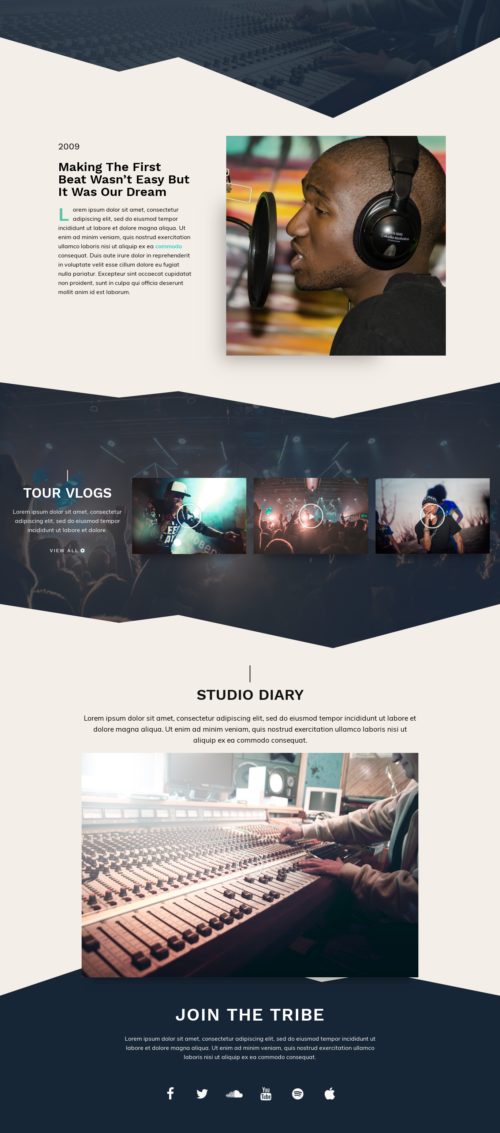 2009
Making The First
Beat Wasn't Easy But
It Was Our Dream
Lorem ipsum dolor sit amet, consectetur
adipiscing elit, sed do eiusmod tempor
incididunt ut labore et dolore magna aliqua. Ut
enim ad minim veniam, quis nostrud exercitation
ullamco laboris nisi ut aliquip ex ea commodo
consequat. Duis aute irure dolor in reprehenderit
in voluptate velit esse cillum dolore eu fugiat
nulla pariatur. Excepteur sint occaecat cupidatat
non proident, sunt in culpa qui officia deserunt
mollit anim id est laborum.
TOUR VLOGS
Lorem ipsum dolor sit amet, consectetur
adipiscing elit, sed do eiusmod tempor
incididunt ut labore et dolore.
VIEW ALL
STUDIO DIARY
Lorem ipsum dolor sit amet, consectetur adipiscing elit, sed do eiusmod tempor incididunt ut labore et
dolore magna aliqua. Ut enim ad minim veniam, quis nostrud exercitation ullamco laboris nisi ut
aliquip ex ea commodo consequat.
JOIN THE TRIBE
Lorem ipsum dolor sit amet, consectetur adipiscing elit, sed do eiusmod tempor incididunt ut
labore et dolore magna aliqua. Ut enim ad minim veniam, quis nostrud exercitation ullamco
laboris nisi ut aliquip ex ea commodo consequat.
You Tube